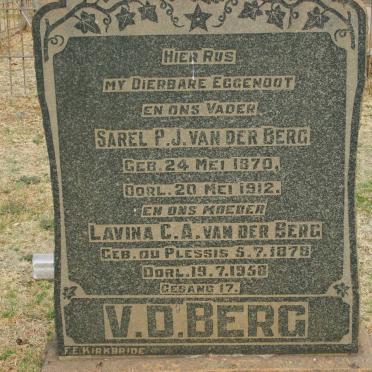 Hier Rus
my Dierbare Eggenoot
en ons Vader
Sarel P.J. van der Berg
Geb. 24 Mei 1870,
Oorl. 20 Mei 1912.
en ons moeder
Lavina C.A. van der Berg
Geb. du Plessis 5.7.1878
Oorl. 19.7.1958
Gesang 17.
V.D. Berg
F.E. Kirkbride